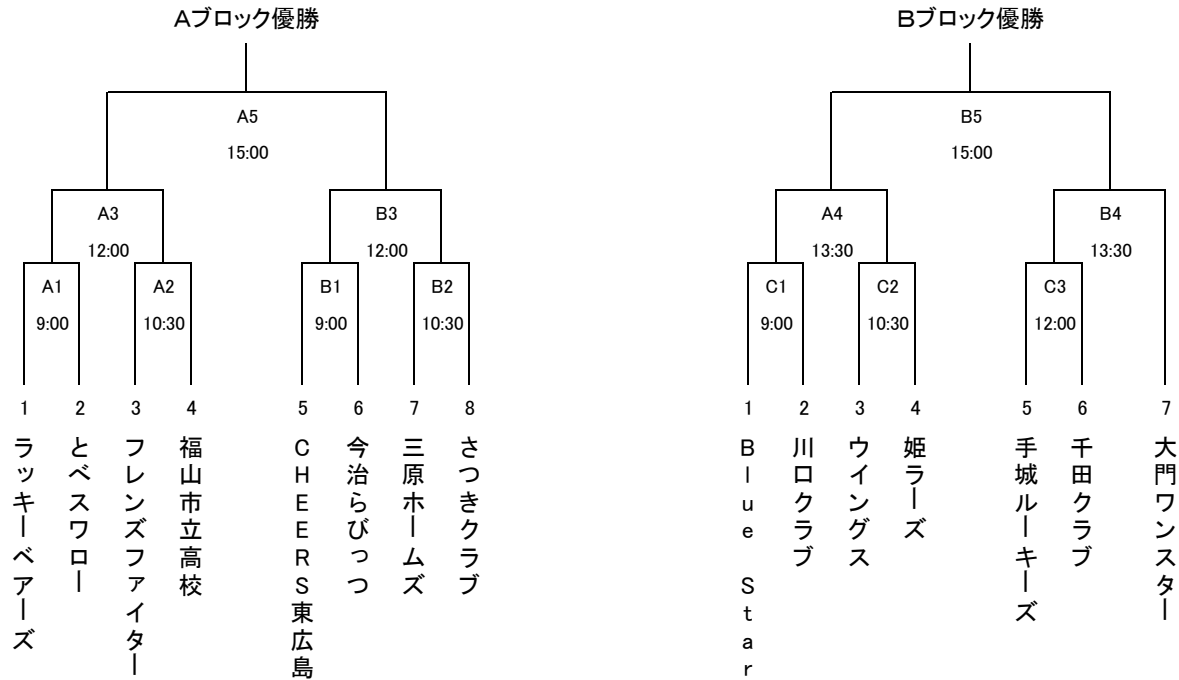 Aブロック優勝
Bブロック優勝
A5
15:00
B5
15:00
A3
12:00
B3
12:00
A4
13:30
B4
13:30
A1
9:00
A2
10:30
B1
9:00
B2
10:30
C1
9:00
C2
10:30
C3
12:00
1
2
3
4
5
6
7
8
1
2
3
4
5
6
7
ラッキーベアーズ
とベスワロー
フレンズファイター
福山市立高校
CHEERS東広島
今治らびっつ
三原ホームズ
さつきクラブ
Blue Star
川口クラブ
ウイングス
姫ラーズ
手城ルーキーズ
千田クラブ
大門ワンスター